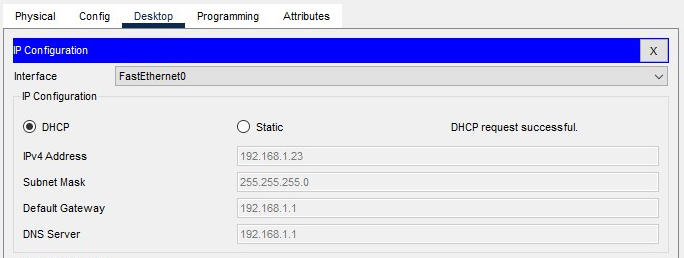 Physical Config Desktop Programming Attributes
IP Configuration X
Interface FastEthernet0
IP Configuration
DHCP Static DHCP request successful.
IPv4 Address 192.168.1.23
Subnet Mask 255.255.255.0
Default Gateway 192.168.1.1
DNS Server 192.168.1.1